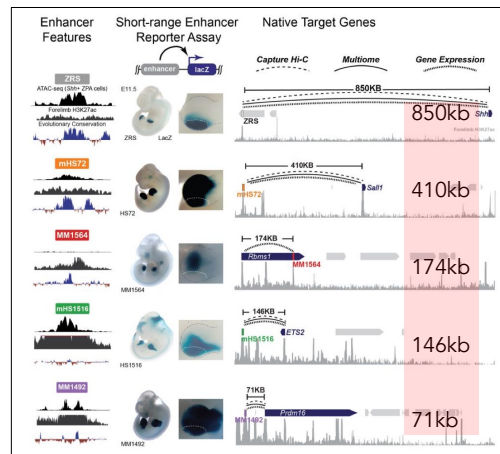 Enhancer Features
Short-range Enhancer Reporter Assay
Native Target Genes
enhancer
lacZ
Capture Hi-C
Multiome
Gene Expression
ZRS
ATAC-seq (Shh+ ZPA cells)
Forelimb H3K27ac
Evolutionary Conservation
E11.5
ZRS
LacZ
850KB
850kb
ZRS
Shh
Forelimb H3K27ac
mHS72
HS72
410KB
410kb
mHS72
Sall1
MM1564
MM1564
174KB
174kb
Rbms1
MM1564
mHS1516
HS1516
146KB
146kb
mHS1516
ETS2
MM1492
MM1492
71KB
71kb
MM1492
Prdm16